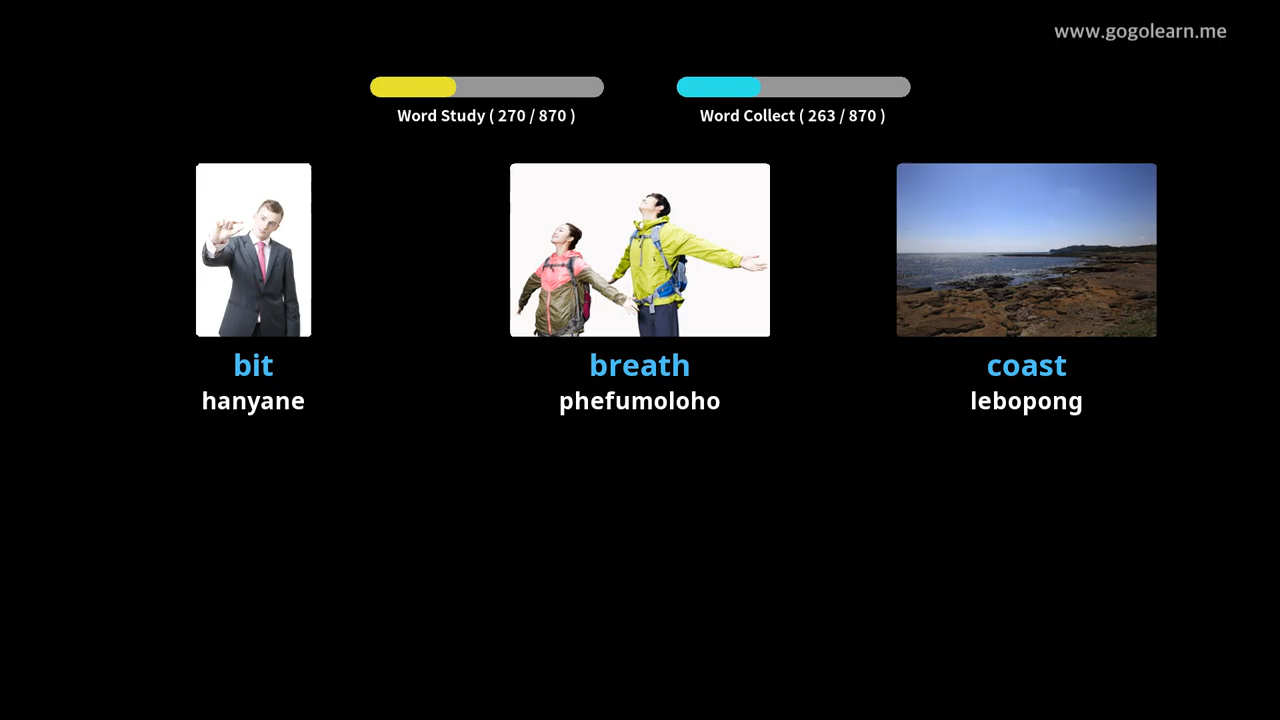 www.gogolearn.me
Word Study ( 270 / 870 )
Word Collect ( 263 / 870 )
bit
hanyane
breath
phefumoloho
coast
lebopong